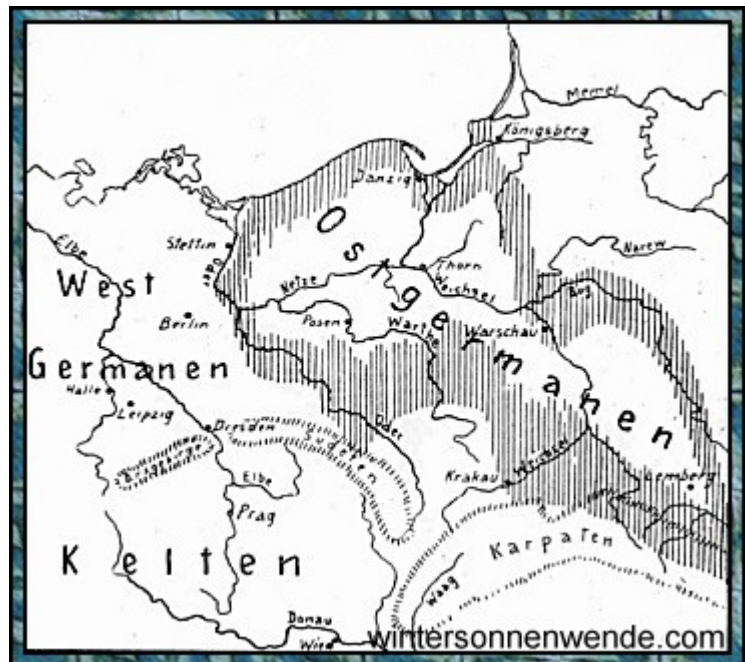 Memel
Königsberg
Danzig
Ostgermanen
Stettin
Oder
Elbe
West
Germanen
Netze
Thorn
Weichsel
Narew
Bug
Berlin
Posen
Warthe
Warschau
Halle
Leipzig
Dresden
Sudeten
Oder
Erzgebirge
Elbe
Krakau
Weichsel
Lemberg
Prag
Kelten
Karpaten
Waag
Donau
Wien
wintersonnenwende.com